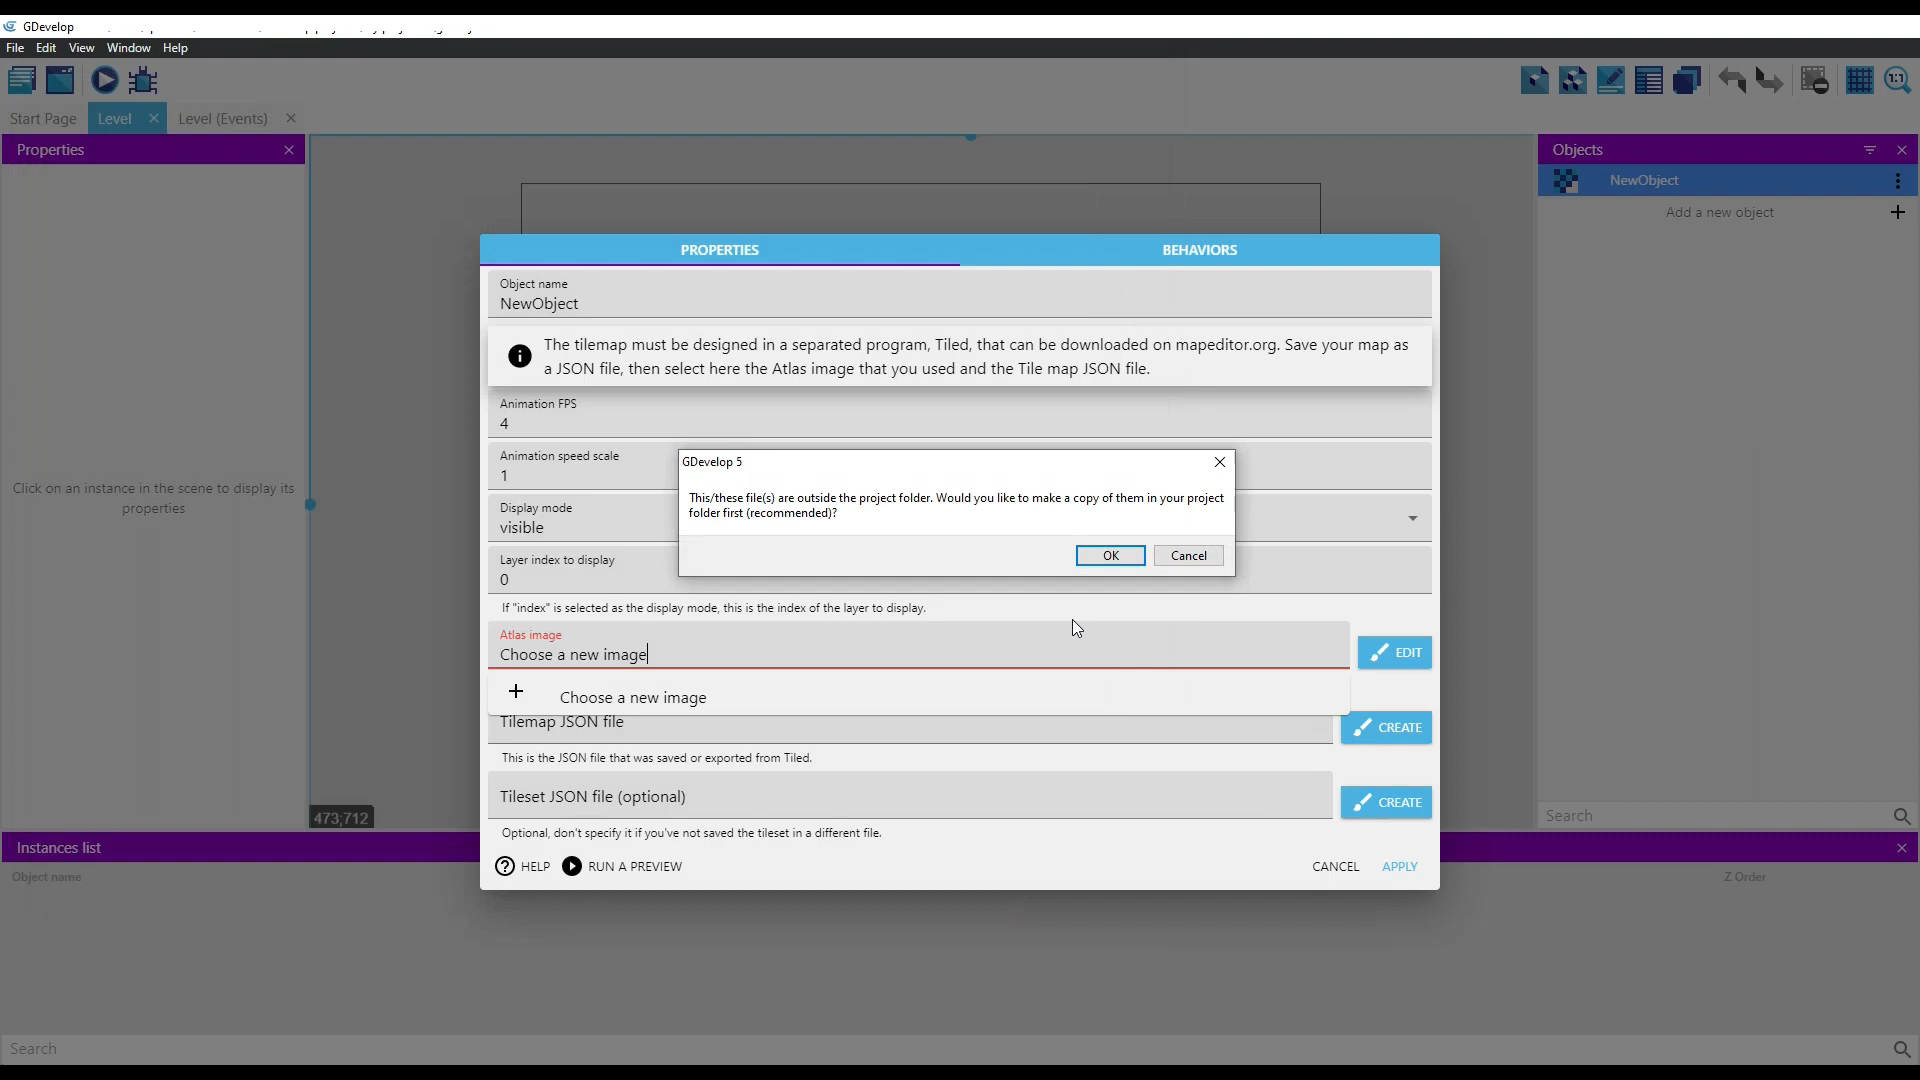 GDevelop
File Edit View Window Help
Start Page Level Level (Events)
Properties
Objects
NewObject
Add a new object
PROPERTIES BEHAVIORS
Object name
NewObject
The tilemap must be designed in a separated program, Tiled, that can be downloaded on mapeditor.org. Save your map as
a JSON file, then select here the Atlas image that you used and the Tile map JSON file.
Animation FPS
4
Animation speed scale
1
GDevelop 5
This/these file(s) are outside the project folder. Would you like to make a copy of them in your project
folder first (recommended)?
OK Cancel
Click on an instance in the scene to display its
properties
Display mode
visible
Layer index to display
0
If "index" is selected as the display mode, this is the index of the layer to display.
Atlas image
Choose a new image
EDIT
Choose a new image
Tilemap JSON file
CREATE
This is the JSON file that was saved or exported from Tiled.
Tileset JSON file (optional)
CREATE
Optional, don't specify it if you've not saved the tileset in a different file.
HELP RUN A PREVIEW CANCEL APPLY
473;712
Search
1:1
Instances list
Object name Z Order
Search